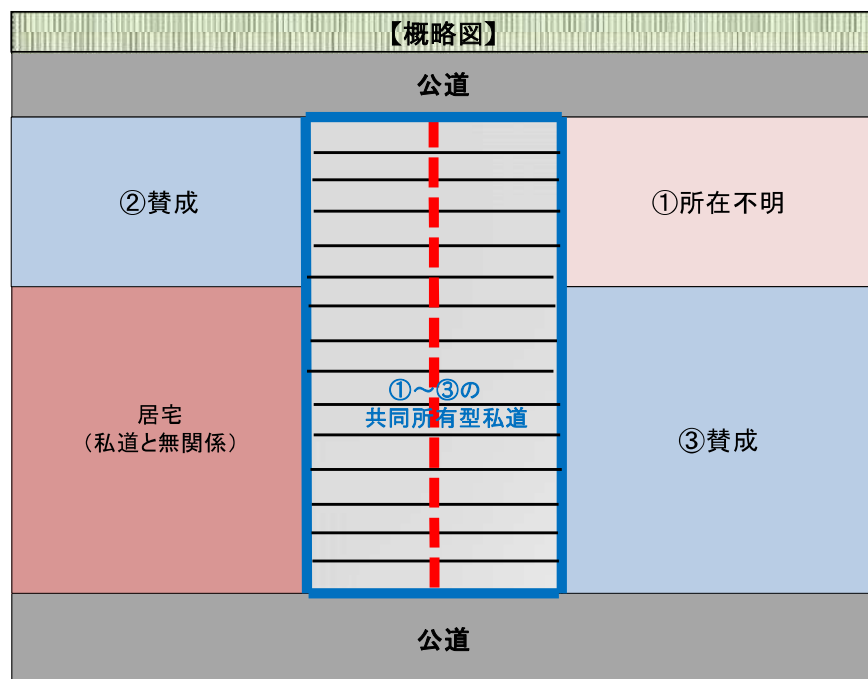 【概略図】
公道
②賛成
①所在不明
①～③の
共同所有型私道
居宅
（私道と無関係）
③賛成
公道